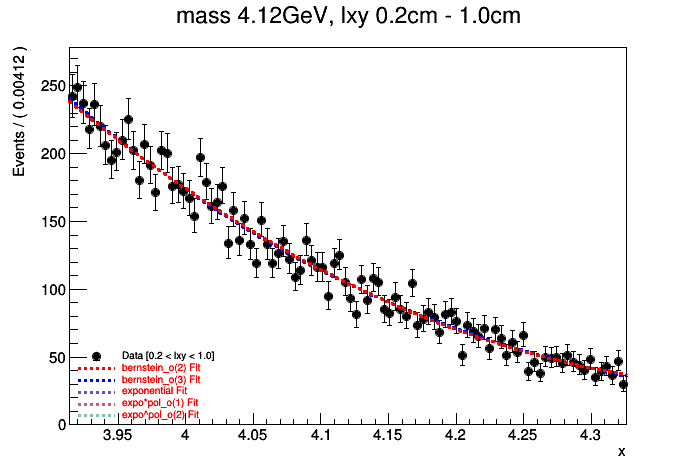 mass 4.12GeV, lxy 0.2cm - 1.0cm
Events / ( 0.00412 )
250
200
150
100
50
0
Data [0.2 < lxy < 1.0]
bernstein_o(2) Fit
bernstein_o(3) Fit
exponential Fit
expo*pol_o(1) Fit
expo^pol_o(2) Fit
3.95 4 4.05 4.1 4.15 4.2 4.25 4.3
x